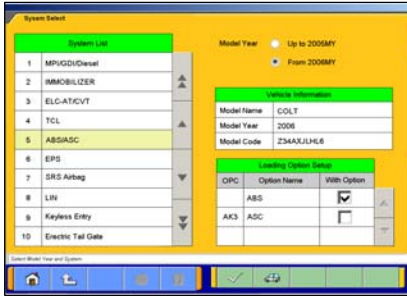 System Select
System List
1 MPI/GDI/Diesel
2 IMMOBILIZER
3 ELC-AT/CVT
4 TCL
5 ABS/ASC
6 EPS
7 SRS Airbag
8 LIN
9 Keyless Entry
10 Electric Tail Gate
Model Year Up to 2005MY
From 2006MY
Vehicle Information
Model Name COLT
Model Year 2006
Model Code Z34AXJLHL6
Loading Option Setup
OPC Option Name With Option
ABS
AK3 ASC
Select Model Year and System